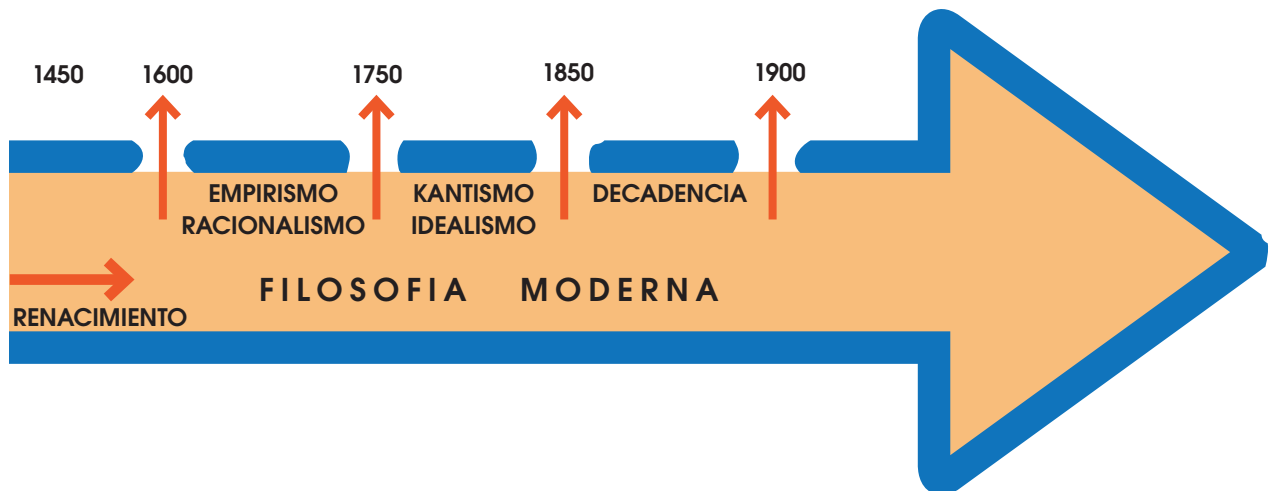 1450 1600 1750 1850 1900
EMPIRISMO KANTISMO DECADENCIA
RACIONALISMO IDEALISMO
FILOSOFIA MODERNA
RENACIMIENTO